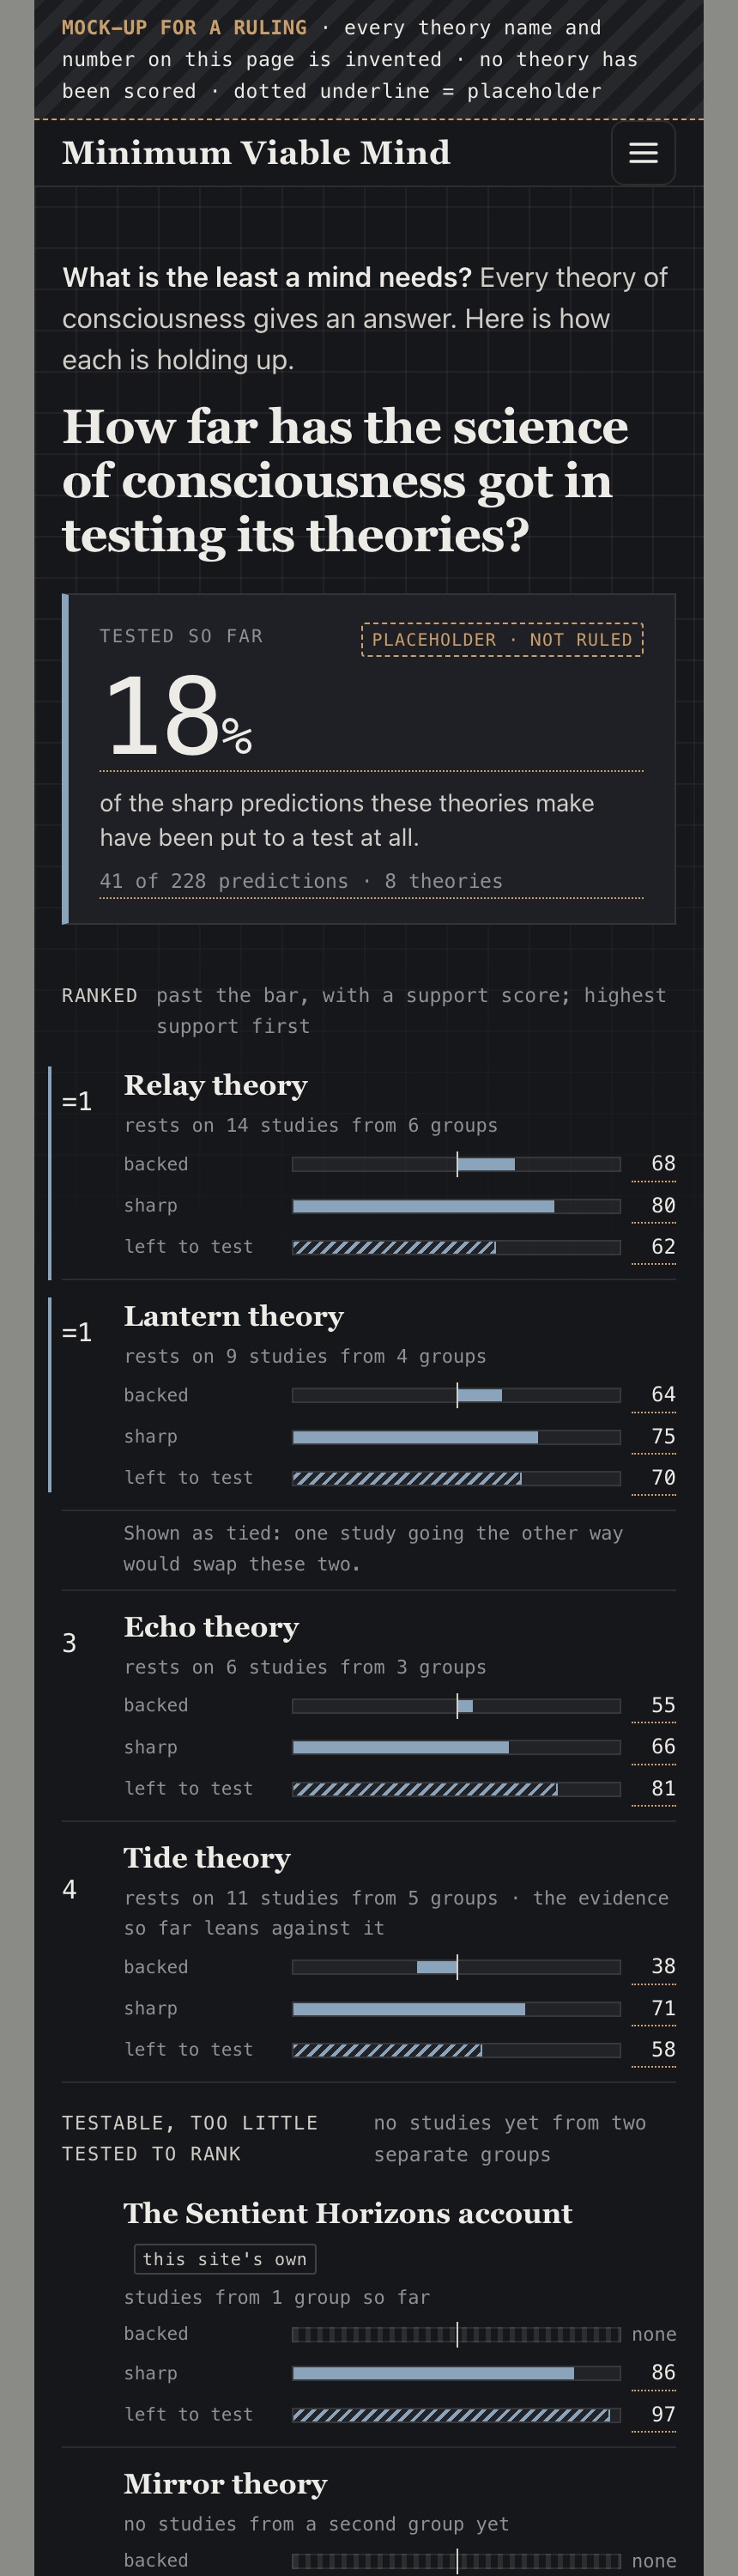 MOCK-UP FOR A RULING · every theory name and
number on this page is invented · no theory has
been scored · dotted underline = placeholder
Minimum Viable Mind
What is the least a mind needs? Every theory of
consciousness gives an answer. Here is how
each is holding up.
How far has the science
of consciousness got in
testing its theories?
TESTED SO FAR
PLACEHOLDER · NOT RULED
18%
of the sharp predictions these theories make
have been put to a test at all.
41 of 228 predictions · 8 theories
RANKED past the bar, with a support score; highest
support first
=1 Relay theory
rests on 14 studies from 6 groups
backed 68
sharp 80
left to test 62
=1 Lantern theory
rests on 9 studies from 4 groups
backed 64
sharp 75
left to test 70
Shown as tied: one study going the other way
would swap these two.
3 Echo theory
rests on 6 studies from 3 groups
backed 55
sharp 66
left to test 81
4 Tide theory
rests on 11 studies from 5 groups · the evidence
so far leans against it
backed 38
sharp 71
left to test 58
TESTABLE, TOO LITTLE
TESTED TO RANK
no studies yet from two
separate groups
The Sentient Horizons account
this site's own
studies from 1 group so far
backed none
sharp 86
left to test 97
Mirror theory
no studies from a second group yet
backed none